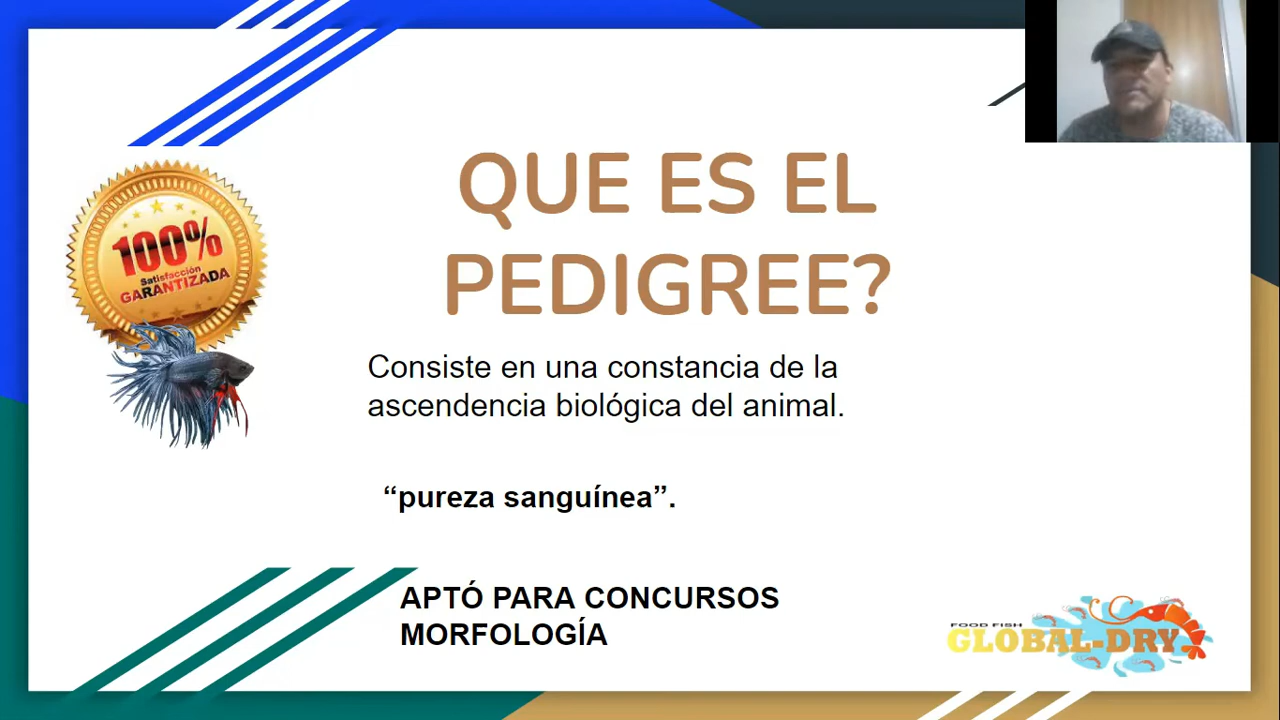 100%
Satisfacción
GARANTIZADA
QUE ES EL
PEDIGREE?
Consiste en una constancia de la
ascendencia biológica del animal.
“pureza sanguínea”.
APTÓ PARA CONCURSOS
MORFOLOGÍA
FOOD FISH
GLOBAL-DRY